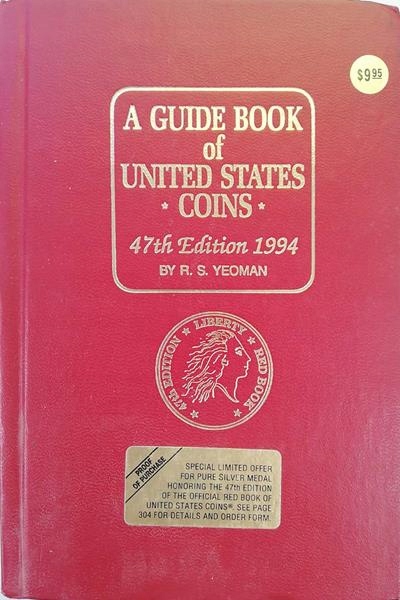 $9.95
A GUIDE BOOK
of
UNITED STATES
* COINS *
47th Edition 1994
BY R. S. YEOMAN
47th EDITION ★ LIBERTY ★ RED BOOK ★
PROOF
OF PURCHASE
SPECIAL LIMITED OFFER
FOR PURE SILVER MEDAL
HONORING THE 47th EDITION
OF THE OFFICIAL RED BOOK OF
UNITED STATES COINS®. SEE PAGE
304 FOR DETAILS AND ORDER FORM.